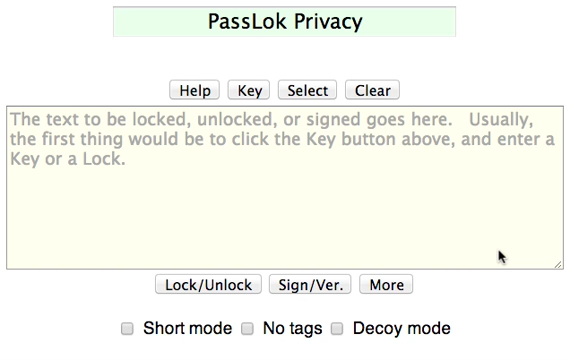 PassLok Privacy
Help Key Select Clear
The text to be locked, unlocked, or signed goes here.   Usually,
the first thing would be to click the Key button above, and enter a
Key or a Lock.
Lock/Unlock Sign/Ver. More
Short mode No tags Decoy mode